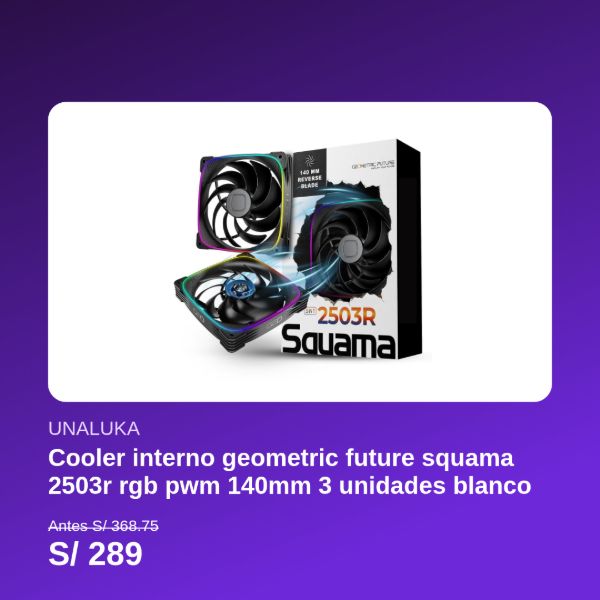 GEOMETRIC FUTURE
140 MM
REVERSE
BLADE
2503R
Squama
UNALUKA
Cooler interno geometric future squama
2503r rgb pwm 140mm 3 unidades blanco
Antes S/ 368.75
S/ 289